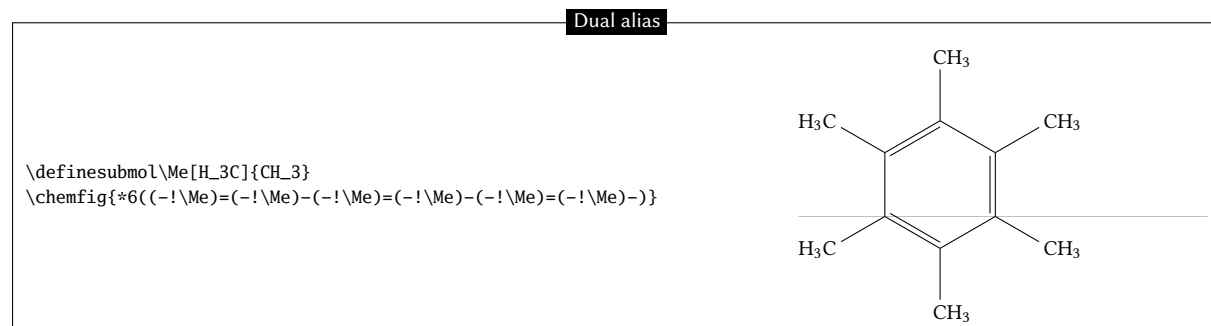 Dual alias
\definesubmol\Me[H_3C]{CH_3}
\chemfig{*6((-!\Me)=(-!\Me)-(-!\Me)=(-!\Me)-(-!\Me)=(-!\Me)-)}
CH₃
H₃C
CH₃
H₃C
CH₃
CH₃